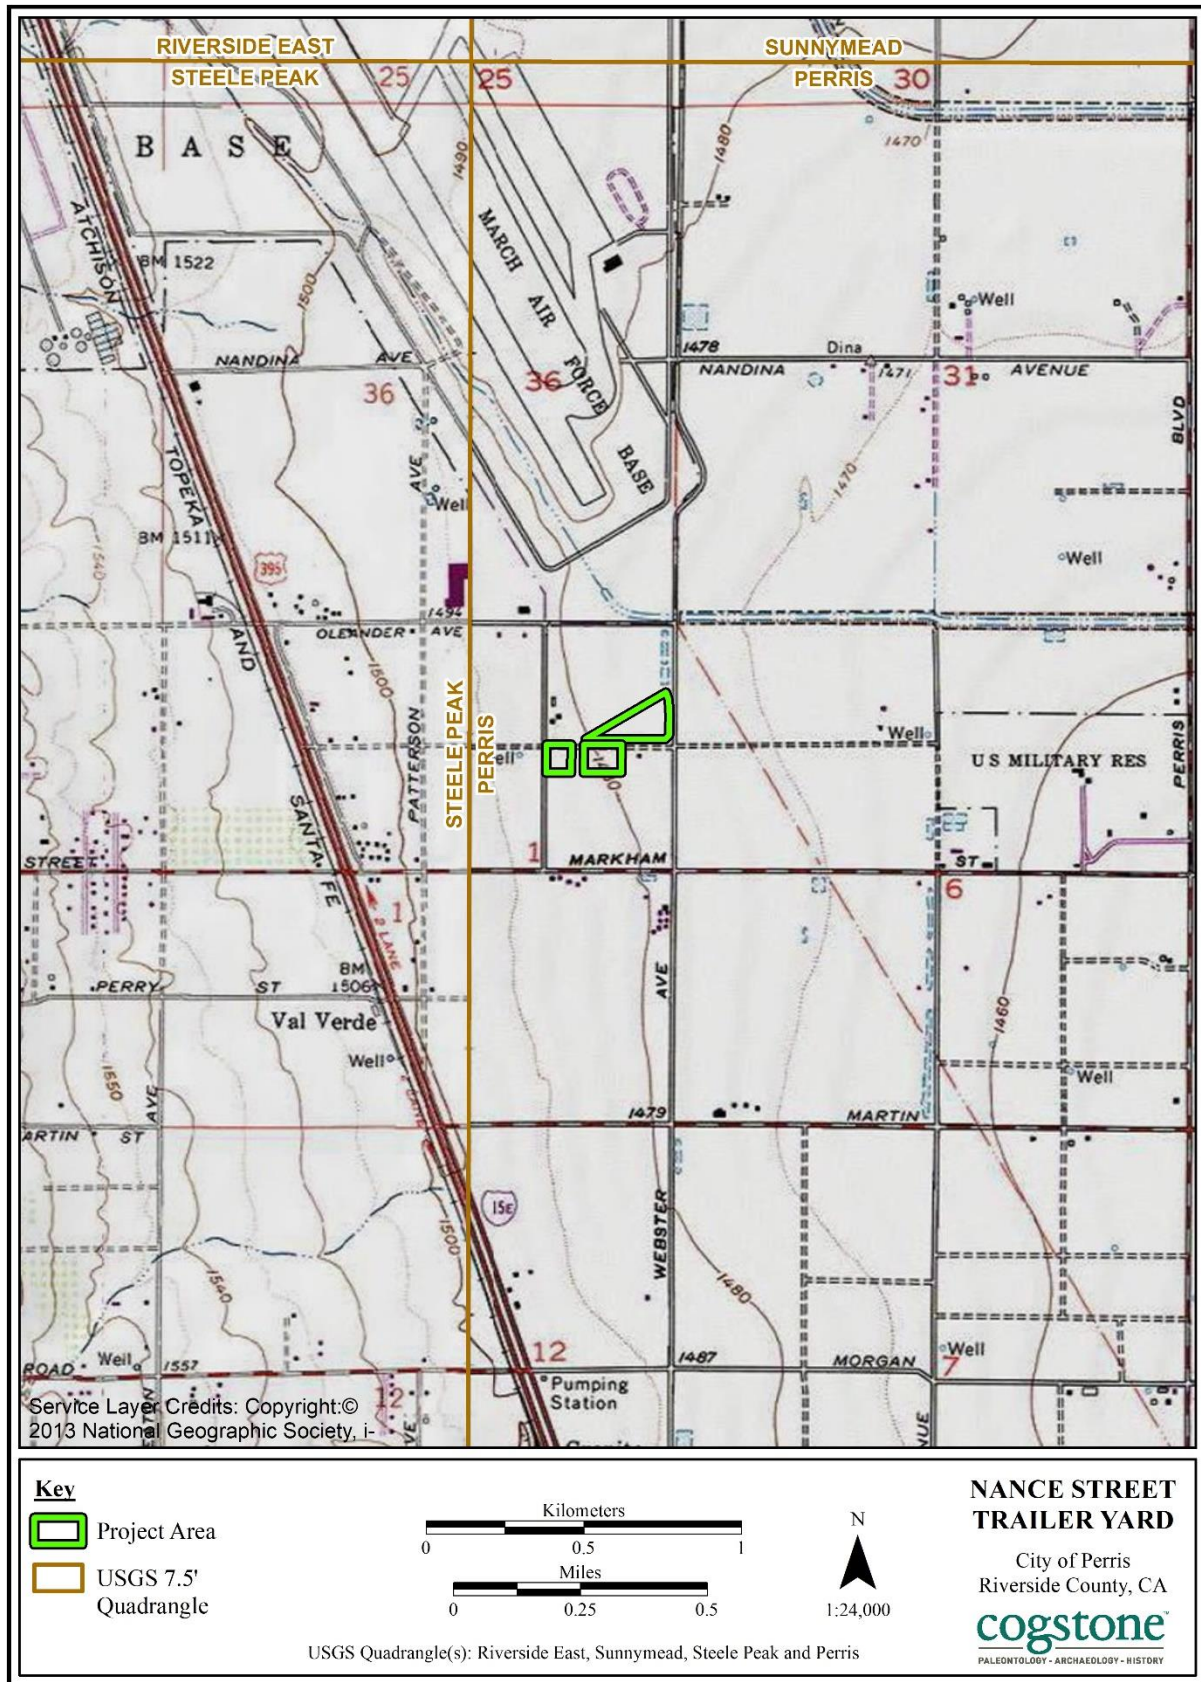 RIVERSIDE EAST
SUNNYMEAD
STEELE PEAK
PERRIS
25
25
30
BASE
1480
1470
1490
ATCHISON
MARCH AIR FORCE BASE
BM 1522
1500
Well
NANDINA AVE
1478
Dina
NANDINA
1471
31
AVENUE
36
36
BLVD
TOPEKA
AVE
Well
1470
BM 1511
1540
395
Well
1494
OLEANDER AVE
AND
1500
STEELE PEAK
PERRIS
PATTERSON
Well
US MILITARY RES
PERRIS
SANTA FE
STREET
1
MARKHAM
ST
1
6
2 LANE
BM
1506
PERRY ST
AVE
Val Verde
1460
Well
1550
Well
AVE
1479
MARTIN
ARTIN ST
15E
WEBSTER
1500
1540
1480
12
1487
MORGAN
Well
7
ROAD
Well
1557
Pumping
Station
12
AVE
Service Layer Credits: Copyright:©
2013 National Geographic Society, i-
Key
Project Area
USGS 7.5'
Quadrangle
Kilometers
0 0.5 1
Miles
0 0.25 0.5
N
1:24,000
USGS Quadrangle(s): Riverside East, Sunnymead, Steele Peak and Perris
NANCE STREET
TRAILER YARD
City of Perris
Riverside County, CA
cogstone
PALEONTOLOGY - ARCHAEOLOGY - HISTORY